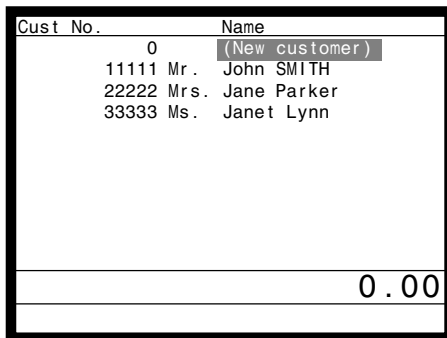 Cust No. Name
0 (New customer)
11111 Mr. John SMITH
22222 Mrs. Jane Parker
33333 Ms. Janet Lynn
0.00